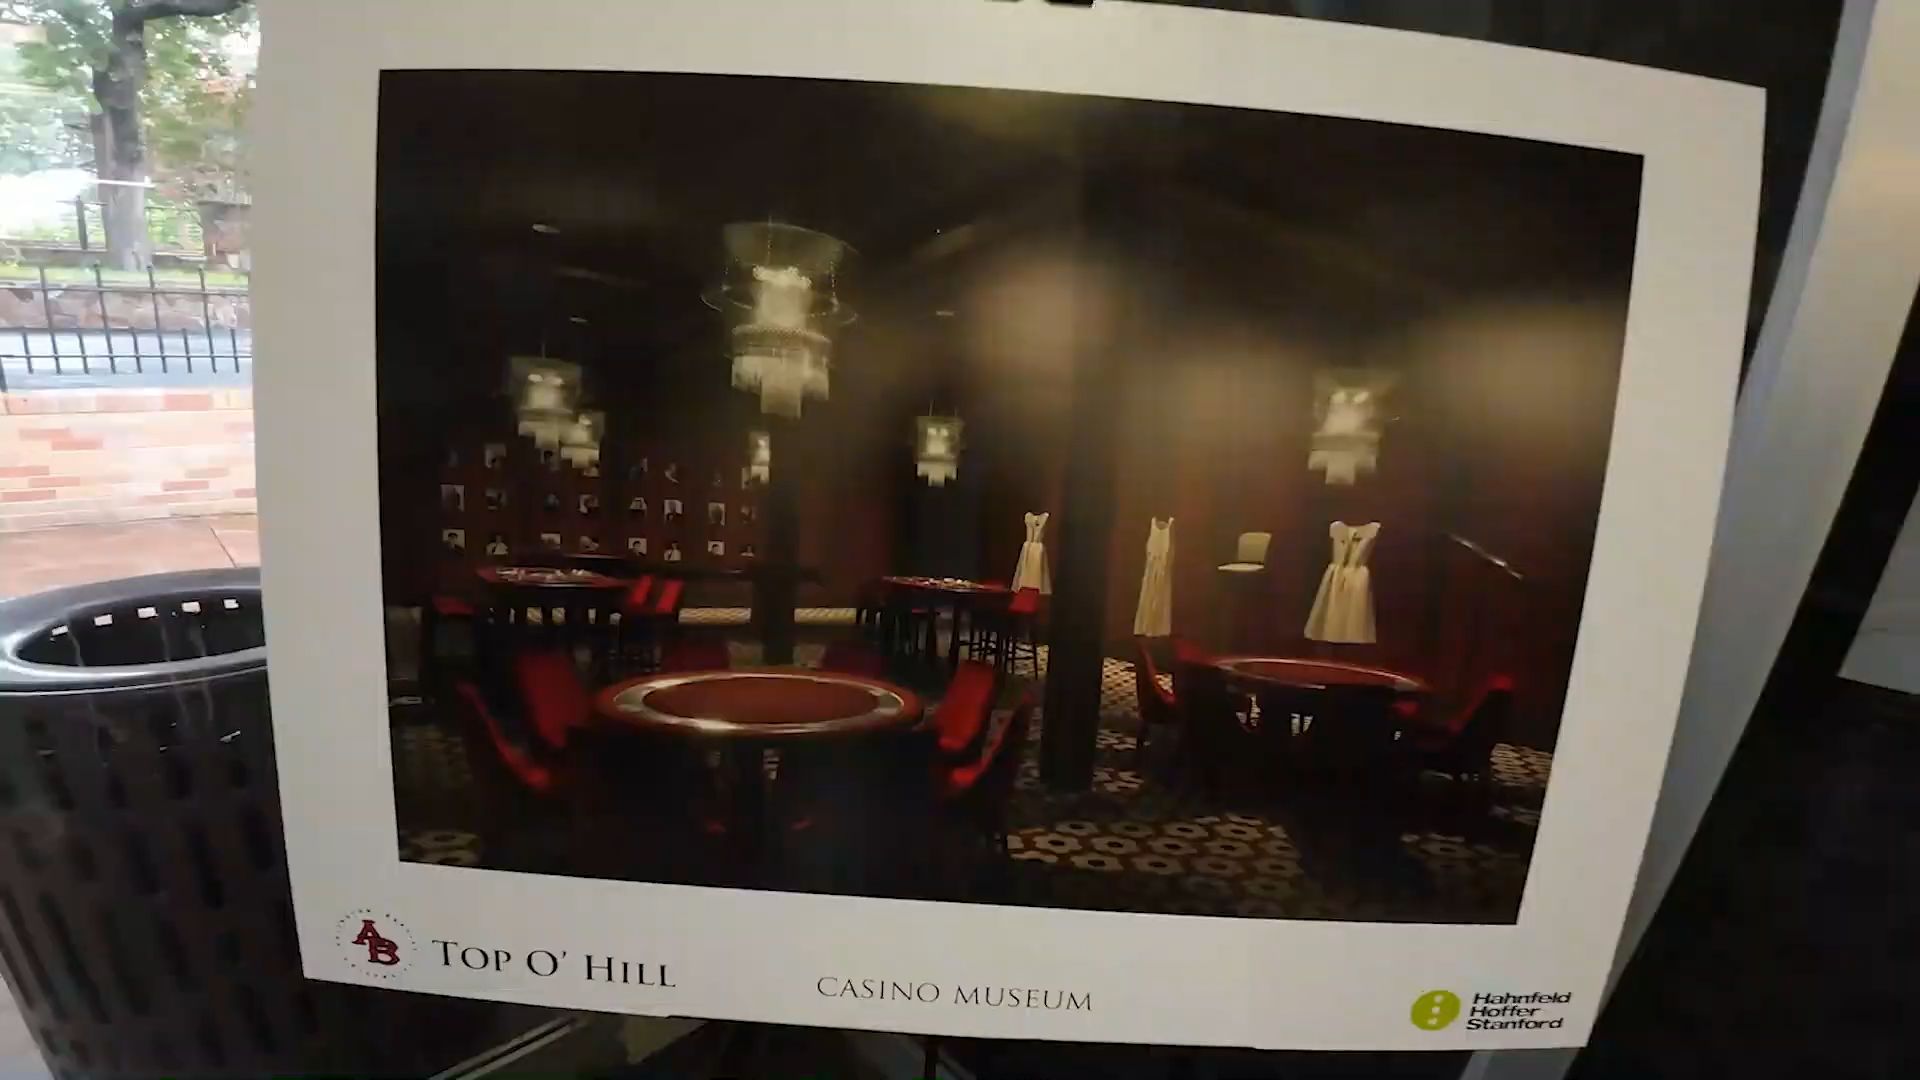 AB
TOP O' HILL
CASINO MUSEUM
Hahnfeld
Hoffer
Stanford